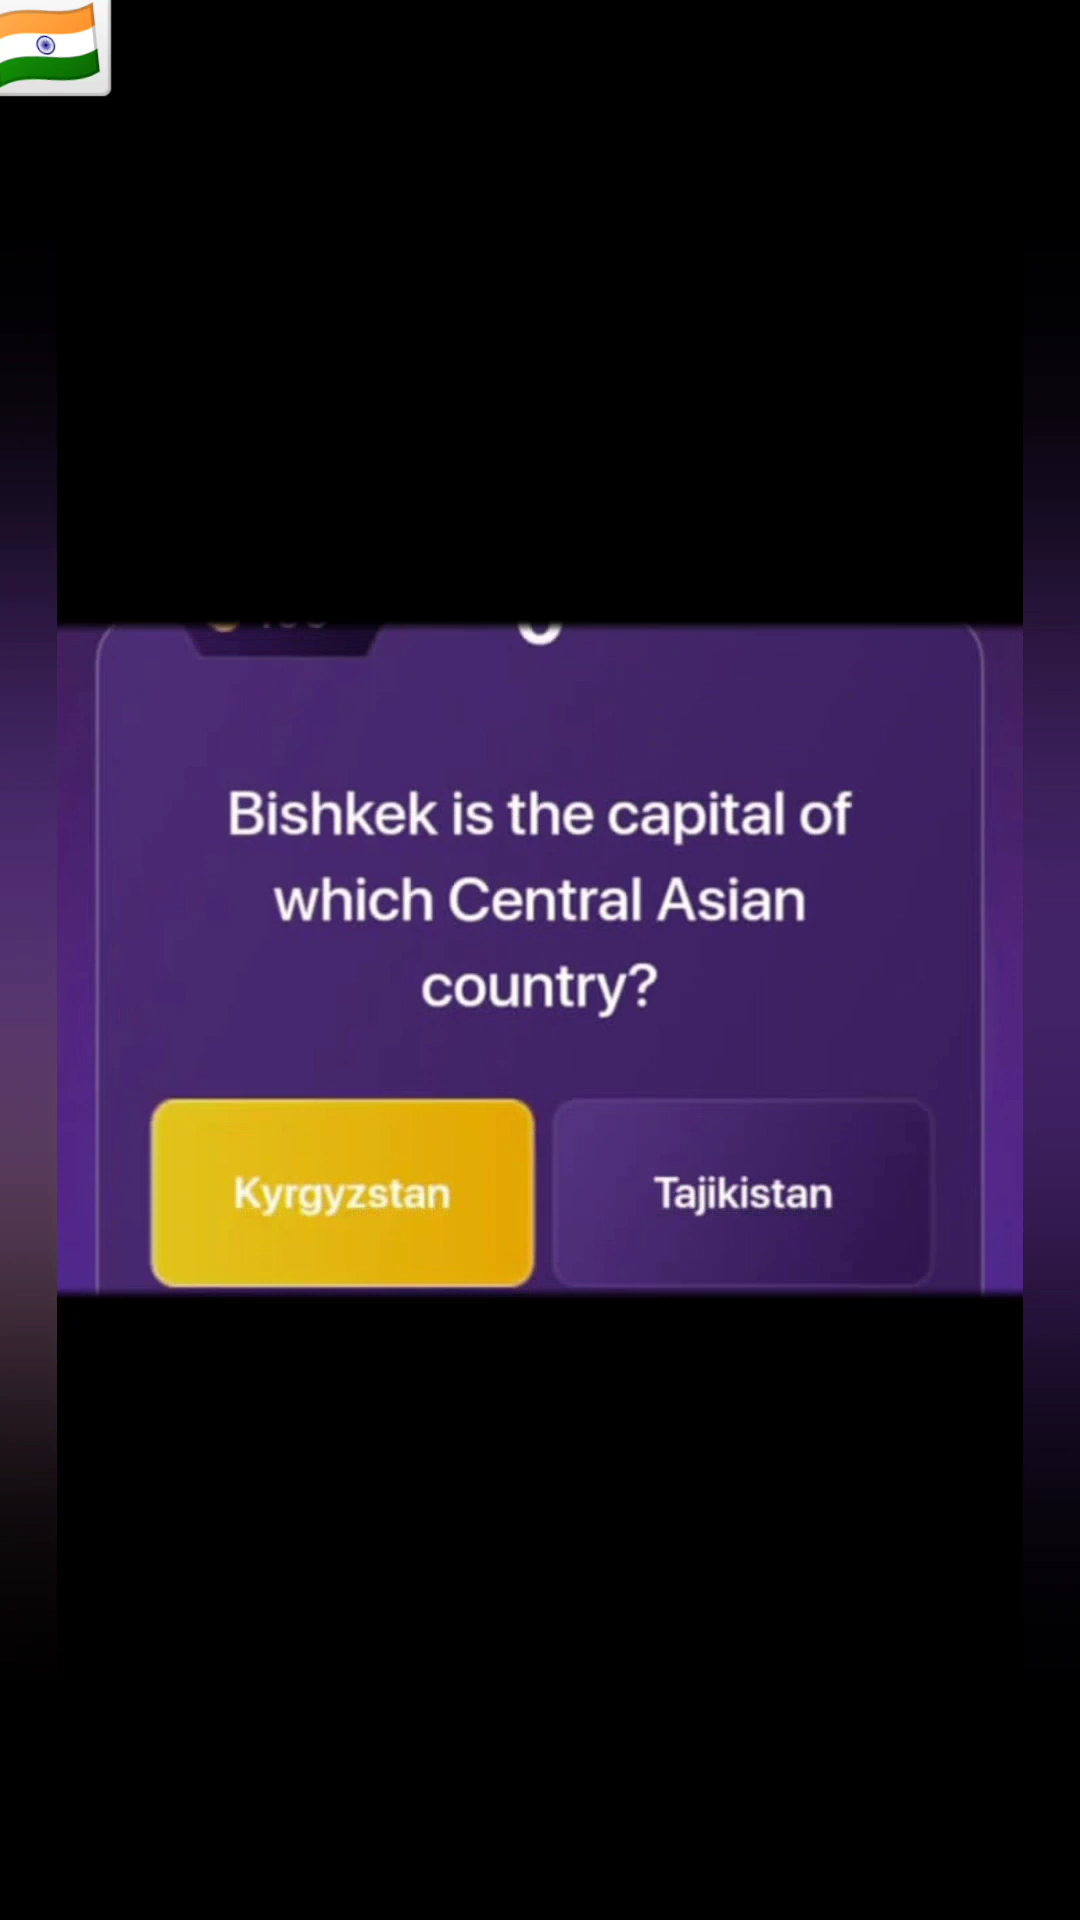 Bishkek is the capital of
which Central Asian
country?
Kyrgyzstan
Tajikistan